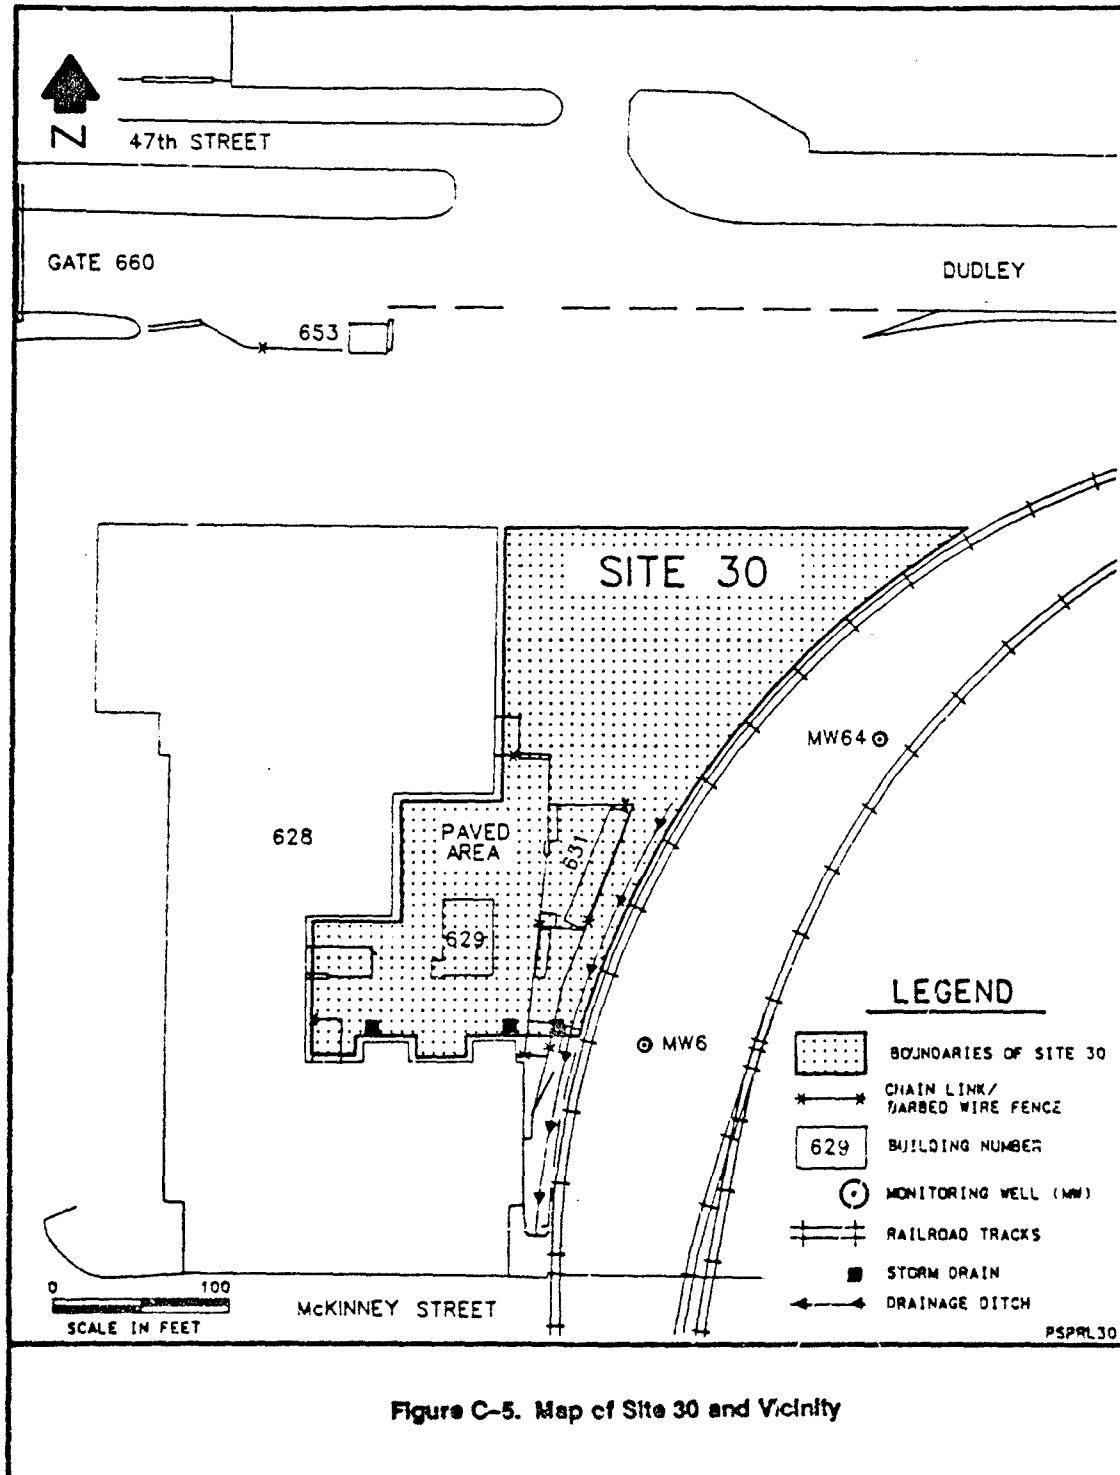 N
47th STREET
GATE 660
DUDLEY
653
SITE 30
MW64
628
PAVED
AREA
631
629
MW6
LEGEND
BOUNDARIES OF SITE 30
CHAIN LINK/
BARBED WIRE FENCE
629 BUILDING NUMBER
MONITORING WELL (MW)
RAILROAD TRACKS
STORM DRAIN
DRAINAGE DITCH
0 100
SCALE IN FEET
McKINNEY STREET
PSPRL30
Figure C-5. Map of Site 30 and Vicinity